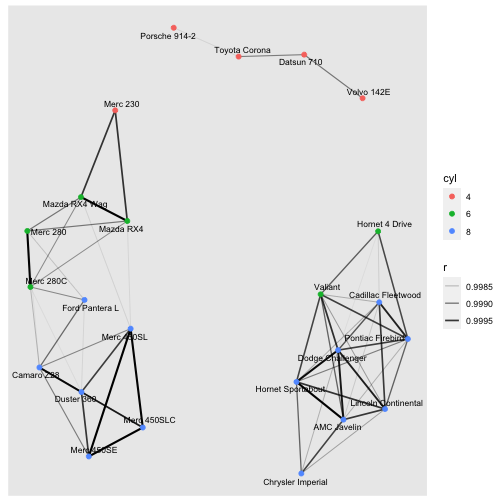 Porsche 914-2
Toyota Corona
Datsun 710
Volvo 142E
Merc 230
Mazda RX4 Wag
Mazda RX4
Merc 280
Hornet 4 Drive
Merc 280C
Valiant
Cadillac Fleetwood
Ford Pantera L
Merc 450SL
Pontiac Firebird
Dodge Challenger
Camaro Z28
Hornet Sportabout
Duster 360
Lincoln Continental
Merc 450SLC
AMC Javelin
Merc 450SE
Chrysler Imperial
cyl
4
6
8
r
0.9985
0.9990
0.9995